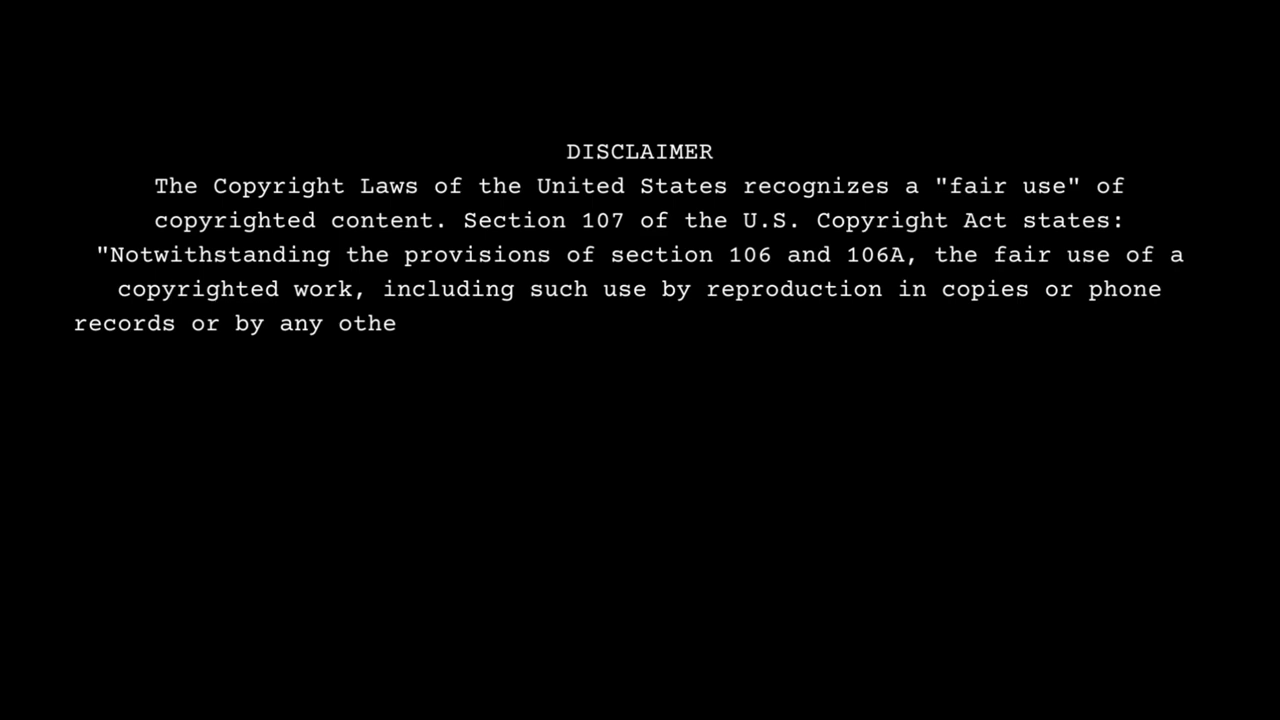 DISCLAIMER
The Copyright Laws of the United States recognizes a "fair use" of
copyrighted content. Section 107 of the U.S. Copyright Act states:
"Notwithstanding the provisions of section 106 and 106A, the fair use of a
copyrighted work, including such use by reproduction in copies or phone
records or by any othe